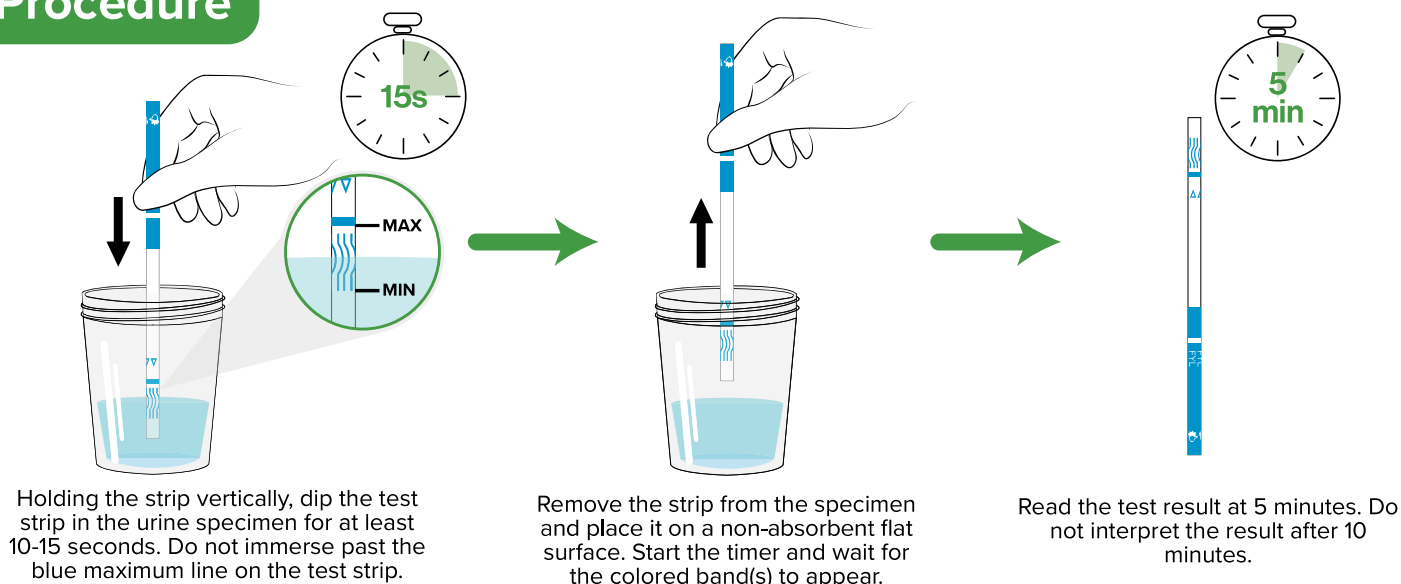 Procedure
15s
MAX
MIN
Holding the strip vertically, dip the test
strip in the urine specimen for at least
10-15 seconds. Do not immerse past the
blue maximum line on the test strip.
Remove the strip from the specimen
and place it on a non-absorbent flat
surface. Start the timer and wait for
the colored band(s) to appear.
5
min
FYL
FYL
Read the test result at 5 minutes. Do
not interpret the result after 10
minutes.